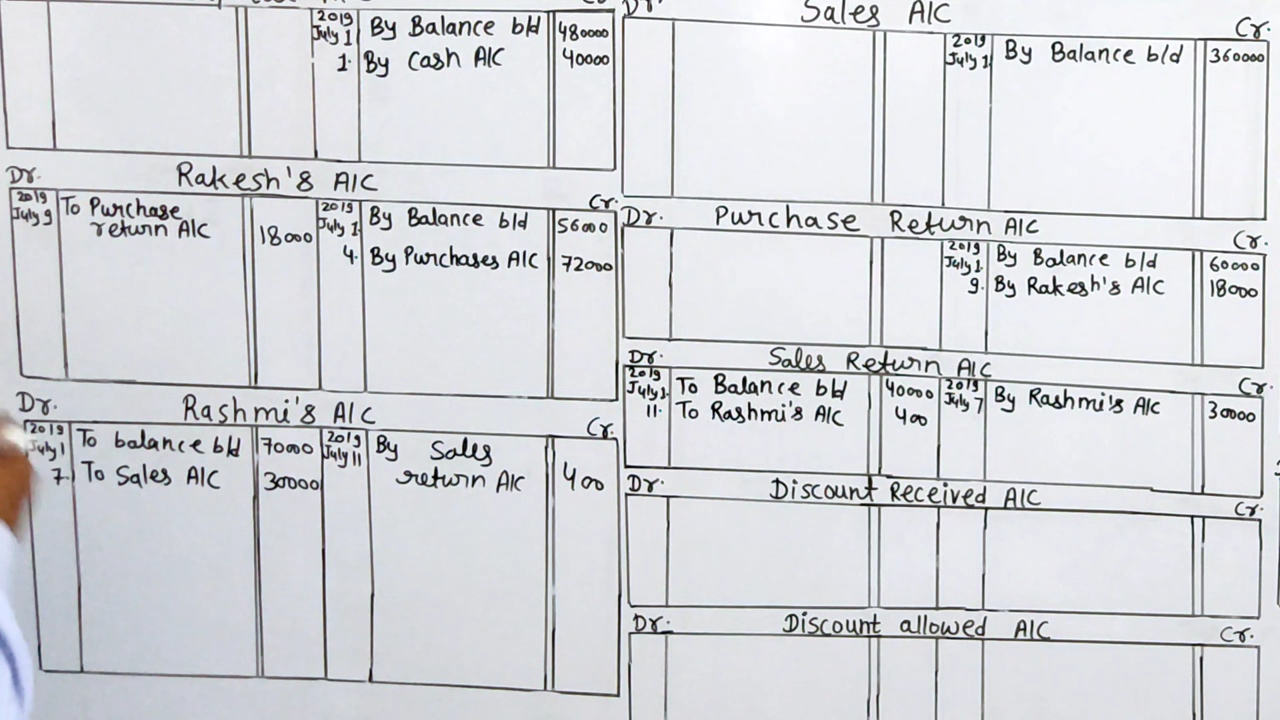 Cr.
2019
July 1 By Balance b/d 480000
1. By Cash A/C 40000
Dr. Rakesh's A/C Cr.
2019 2019
July 9 To Purchase July 1 By Balance b/d 56000
return A/C 18000
4. By Purchases A/C 72000
Dr. Rashmi's A/C Cr.
2019 2019
July 1 To balance b/d 70000 July 11 By Sales
7. To Sales A/C 30000 return A/C 400
Dr. Sales A/C Cr.
2019
July 1 By Balance b/d 360000
Dr. Purchase Return A/C Cr.
2019
July 1. By Balance b/d 60000
9. By Rakesh's A/C 18000
Dr. Sales Return A/C Cr.
2019 2019
July 1 To Balance b/d 40000 July 7 By Rashmi's A/C 30000
11. To Rashmi's A/C 400
Dr. Discount Received A/C Cr.
Dr. Discount allowed A/C Cr.